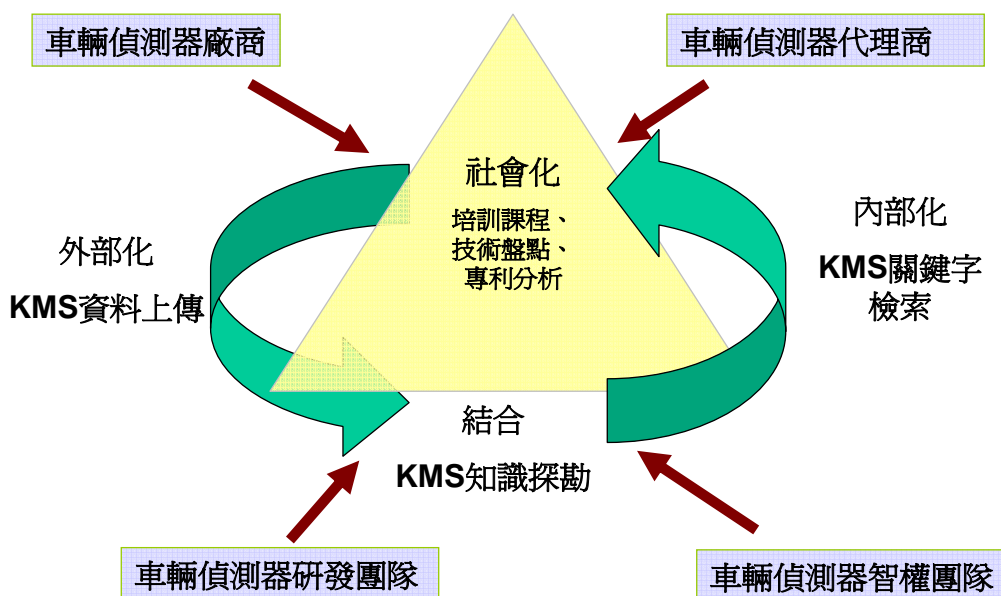 車輛偵測器廠商
車輛偵測器代理商
社會化
培訓課程、
技術盤點、
專利分析
外部化
KMS資料上傳
內部化
KMS關鍵字
檢索
結合
KMS知識探勘
車輛偵測器研發團隊
車輛偵測器智權團隊